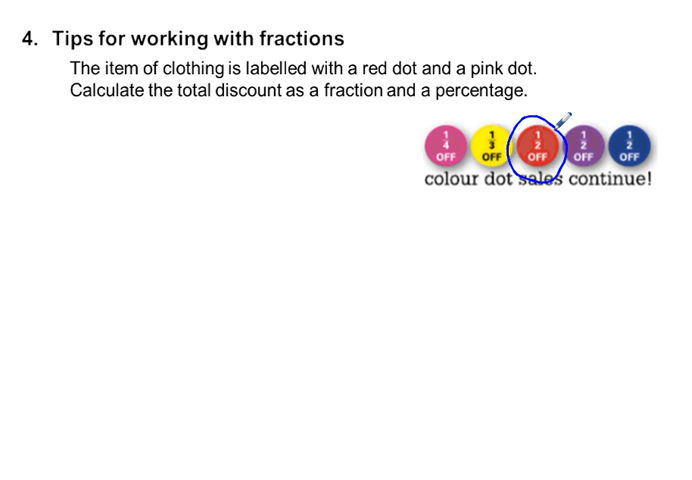 4. Tips for working with fractions
The item of clothing is labelled with a red dot and a pink dot.
Calculate the total discount as a fraction and a percentage.
1/4 OFF
1/3 OFF
1/2 OFF
1/2 OFF
1/2 OFF
colour dot sales continue!